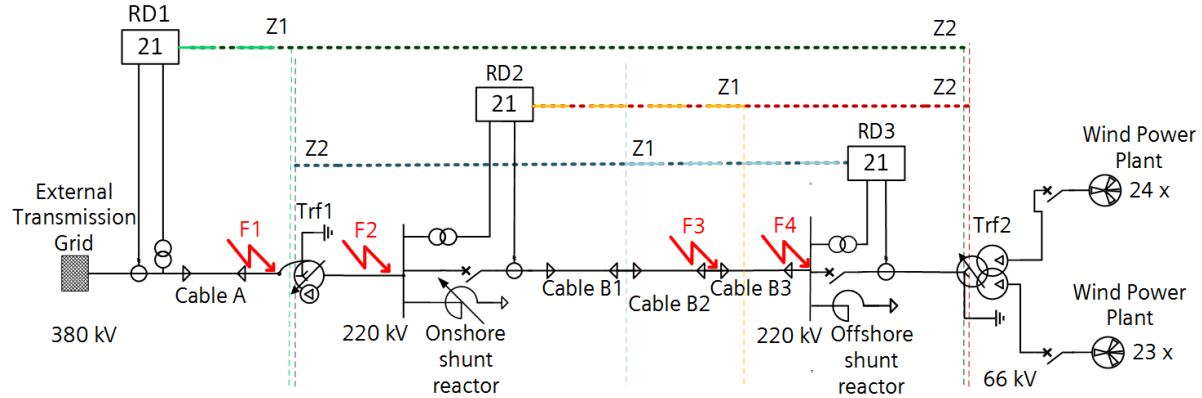 RD1
21
Z1
Z2
RD2
21
Z1
Z2
RD3
21
Z2
Z1
External
Transmission
Grid
380 kV
F1
Cable A
Trf1
F2
220 kV
Onshore
shunt
reactor
Cable B1
Cable B2
F3
Cable B3
F4
220 kV
Offshore
shunt
reactor
Trf2
66 kV
Wind Power
Plant
24 x
Wind Power
Plant
23 x